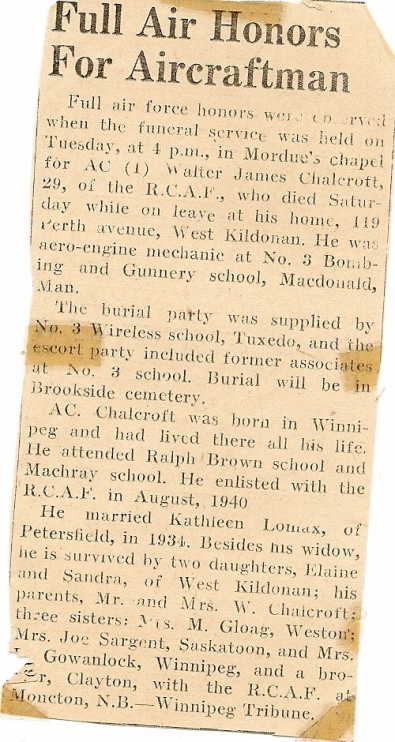 Full Air Honors
For Aircraftman
Full air force honors were
when the funeral service was held on
Tuesday, at 4 p.m., in Mordue's chapel
for AC (1) Walter James Chalcroft,
29, of the R.C.A.F., who died Satur-
day while on leave at his home, 119
Perth avenue, West Kildonan. He was
aero-engine mechanic at No. 3 Bomb-
ing and Gunnery school, Macdonald,
Man.
The burial party was supplied by
No. 3 Wireless school, Tuxedo, and the
escort party included former associates
at No. 3 school. Burial will be in
Brookside cemetery.
AC. Chalcroft was born in Winni-
peg and had lived there all his life.
He attended Ralph Brown school and
Machray school. He enlisted with the
R.C.A.F. in August, 1940
He married Kathleen Lomax, of
Petersfield, in 1934. Besides his widow,
he is survived by two daughters, Elaine
and Sandra, of West Kildonan; his
parents, Mr. and Mrs. W. Chalcroft;
three sisters: Mrs. M. Gloag, Weston;
Mrs. Joe Sargent, Saskatoon, and Mrs.
Gowanlock, Winnipeg, and a bro-
Clayton, with the R.C.A.F. at
Moncton, N.B.—Winnipeg Tribune.